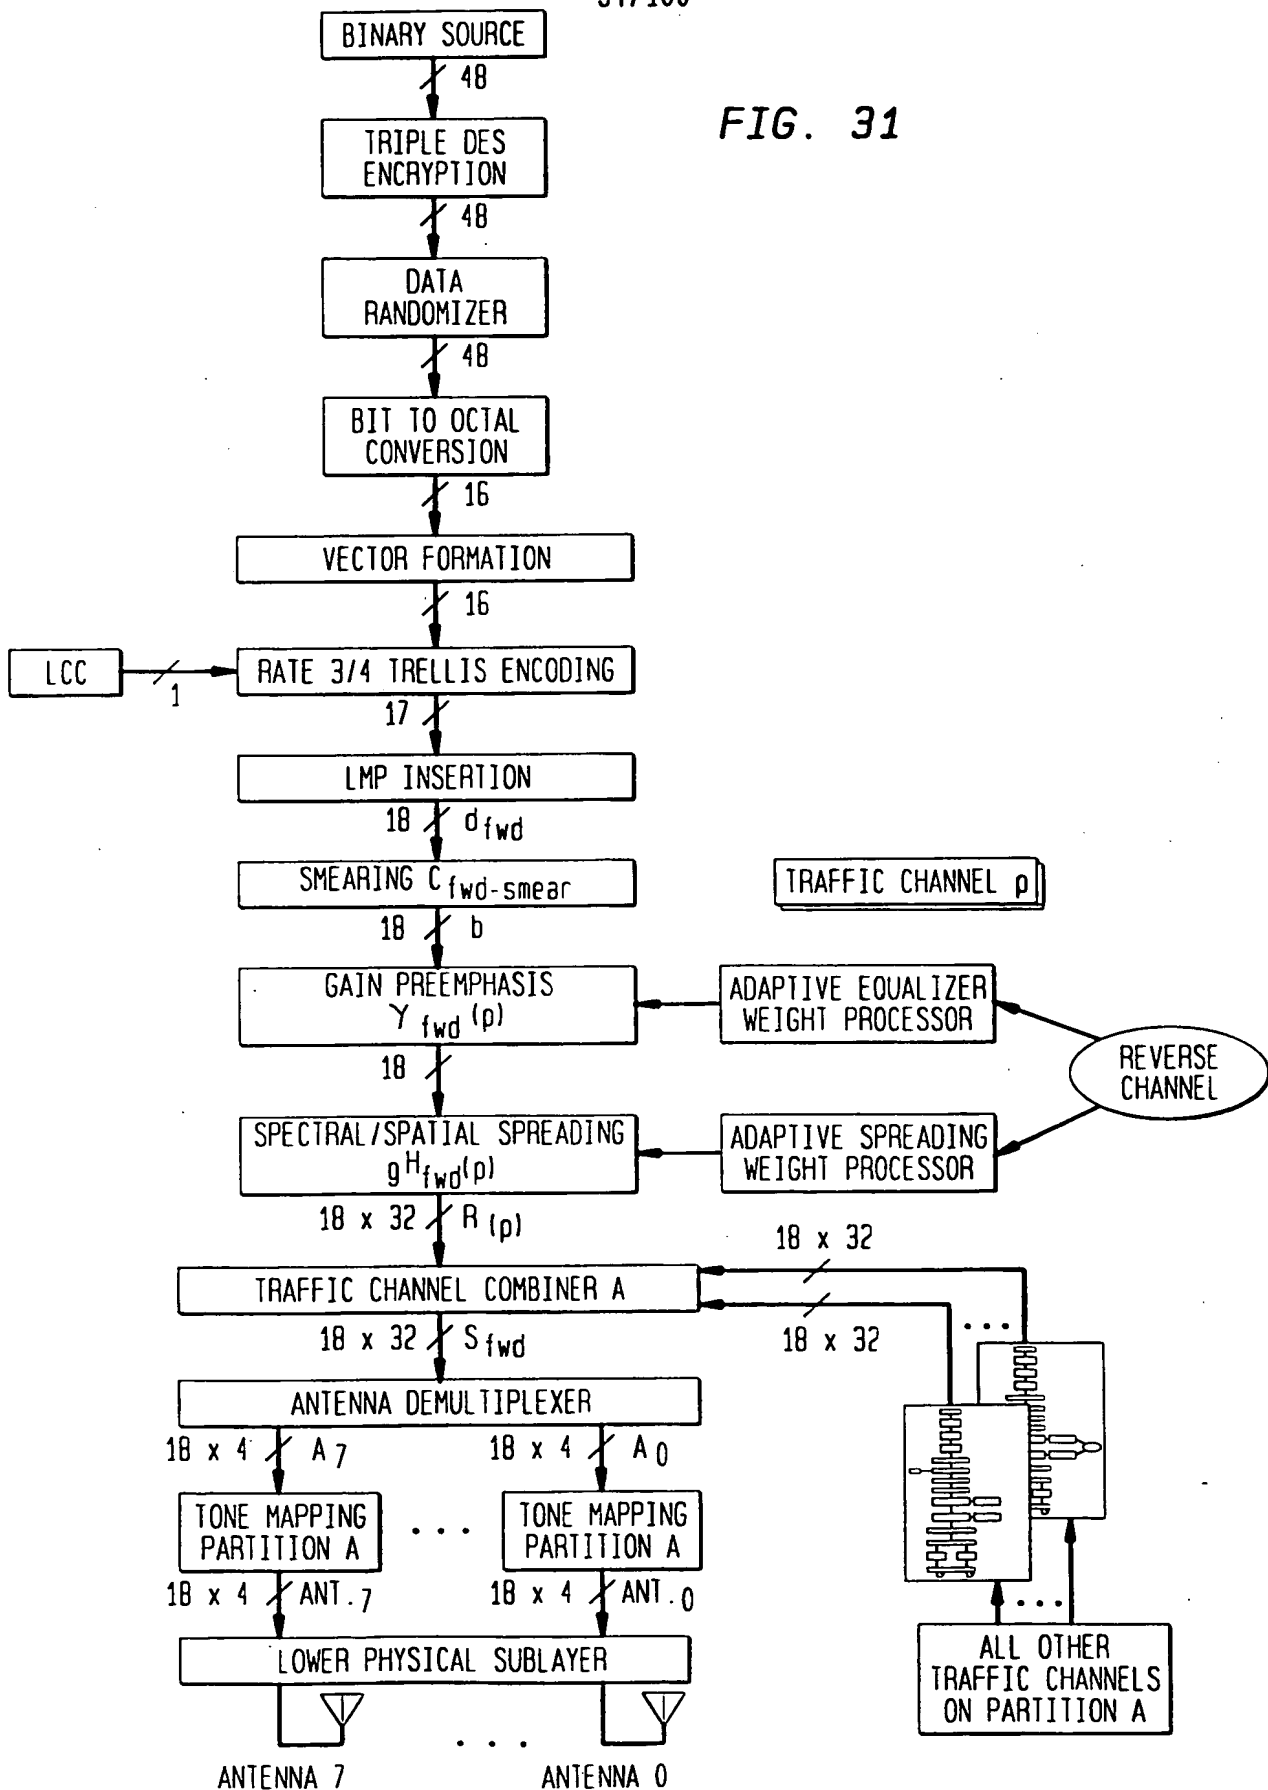 BINARY SOURCE
48
FIG. 31
TRIPLE DES
ENCRYPTION
48
DATA
RANDOMIZER
48
BIT TO OCTAL
CONVERSION
16
VECTOR FORMATION
16
LCC
1
RATE 3/4 TRELLIS ENCODING
17
LMP INSERTION
18 d fwd
SMEARING C fwd-smear
TRAFFIC CHANNEL p
18 b
GAIN PREEMPHASIS
γ fwd (p)
ADAPTIVE EQUALIZER
WEIGHT PROCESSOR
18
REVERSE
CHANNEL
SPECTRAL/SPATIAL SPREADING
g H fwd (p)
ADAPTIVE SPREADING
WEIGHT PROCESSOR
18 x 32 R (p)
18 x 32
TRAFFIC CHANNEL COMBINER A
18 x 32
18 x 32 S fwd
. . .
ANTENNA DEMULTIPLEXER
18 x 4 A 7
18 x 4 A 0
TONE MAPPING
PARTITION A
. . .
TONE MAPPING
PARTITION A
18 x 4 ANT. 7
18 x 4 ANT. 0
. . .
LOWER PHYSICAL SUBLAYER
ALL OTHER
TRAFFIC CHANNELS
ON PARTITION A
. . .
ANTENNA 7
ANTENNA 0